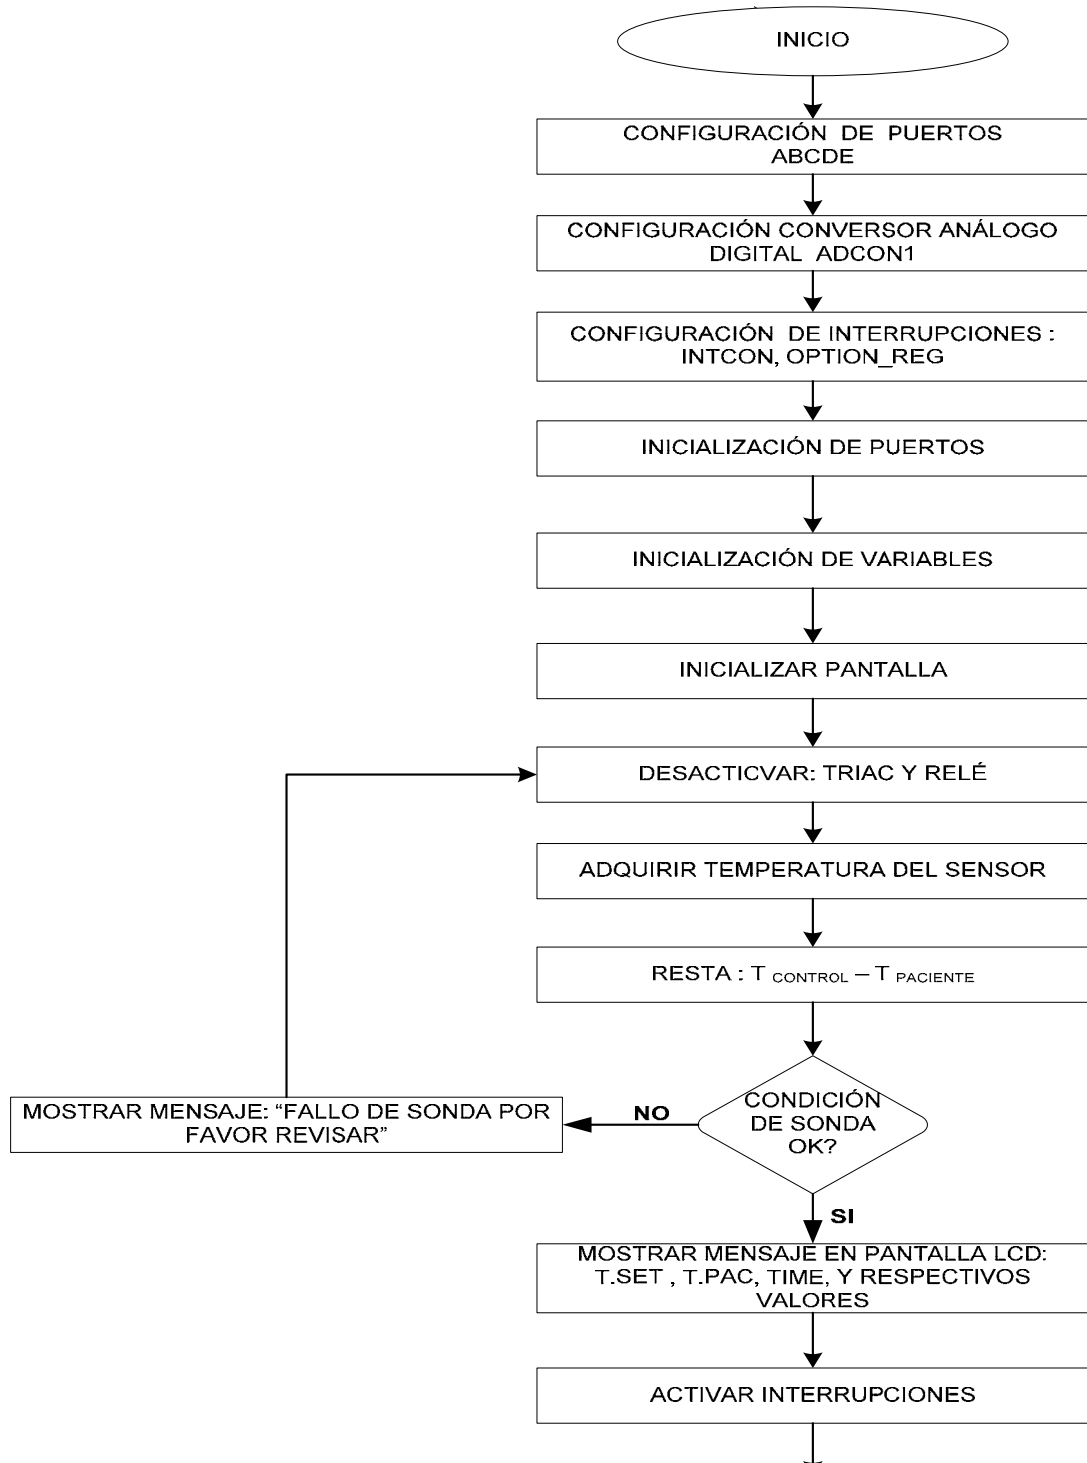 INICIO
CONFIGURACIÓN DE PUERTOS
ABCDE
CONFIGURACIÓN CONVERSOR ANÁLOGO
DIGITAL ADCON1
CONFIGURACIÓN DE INTERRUPCIONES :
INTCON, OPTION_REG
INICIALIZACIÓN DE PUERTOS
INICIALIZACIÓN DE VARIABLES
INICIALIZAR PANTALLA
DESACTICVAR: TRIAC Y RELÉ
ADQUIRIR TEMPERATURA DEL SENSOR
RESTA : T CONTROL – T PACIENTE
CONDICIÓN
DE SONDA
OK?
NO
MOSTRAR MENSAJE: “FALLO DE SONDA POR
FAVOR REVISAR”
SI
MOSTRAR MENSAJE EN PANTALLA LCD:
T.SET , T.PAC, TIME, Y RESPECTIVOS
VALORES
ACTIVAR INTERRUPCIONES